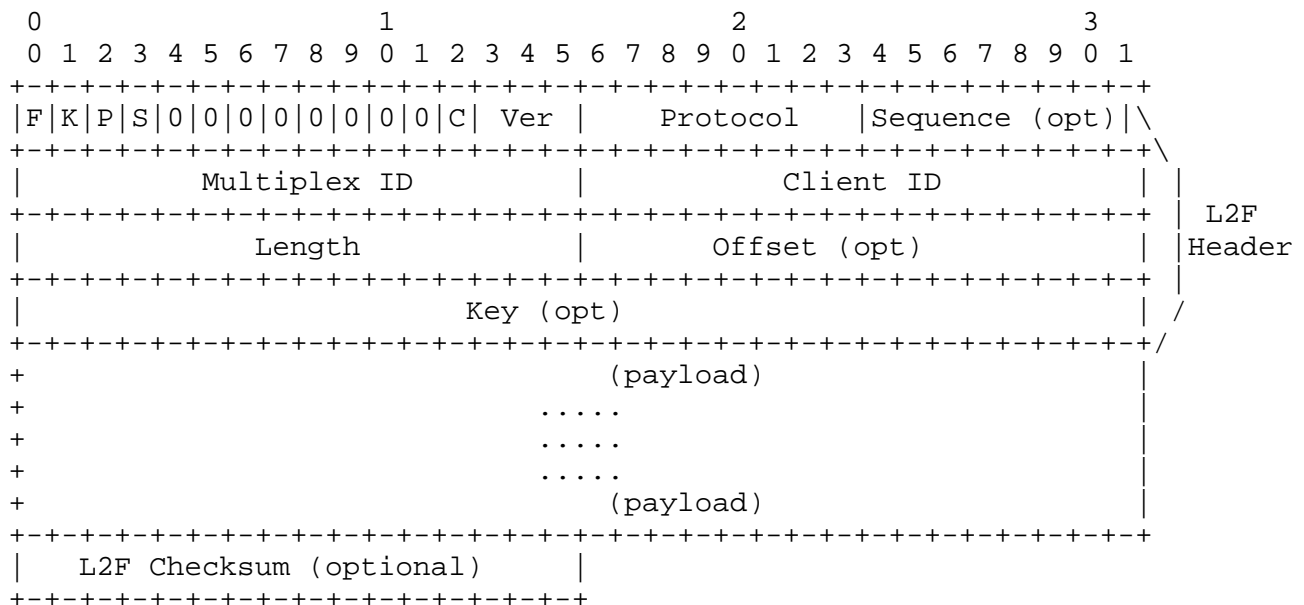 0                   1                   2                   3
 0 1 2 3 4 5 6 7 8 9 0 1 2 3 4 5 6 7 8 9 0 1 2 3 4 5 6 7 8 9 0 1
+-+-+-+-+-+-+-+-+-+-+-+-+-+-+-+-+-+-+-+-+-+-+-+-+-+-+-+-+-+-+-+-+
|F|K|P|S|0|0|0|0|0|0|0|0|C| Ver |    Protocol   |Sequence (opt)|\
+-+-+-+-+-+-+-+-+-+-+-+-+-+-+-+-+-+-+-+-+-+-+-+-+-+-+-+-+-+-+-+-+\
|          Multiplex ID         |           Client ID           | |
+-+-+-+-+-+-+-+-+-+-+-+-+-+-+-+-+-+-+-+-+-+-+-+-+-+-+-+-+-+-+-+-+ | L2F
|             Length            |       Offset (opt)            | |Header
+-+-+-+-+-+-+-+-+-+-+-+-+-+-+-+-+-+-+-+-+-+-+-+-+-+-+-+-+-+-+-+-+ |
|                         Key (opt)                             | /
+-+-+-+-+-+-+-+-+-+-+-+-+-+-+-+-+-+-+-+-+-+-+-+-+-+-+-+-+-+-+-+-+/
+                                 (payload)                     |
+                             .....                             |
+                             .....                             |
+                             .....                             |
+                                 (payload)                     |
+-+-+-+-+-+-+-+-+-+-+-+-+-+-+-+-+-+-+-+-+-+-+-+-+-+-+-+-+-+-+-+-+
|   L2F Checksum (optional)     |
+-+-+-+-+-+-+-+-+-+-+-+-+-+-+-+-+